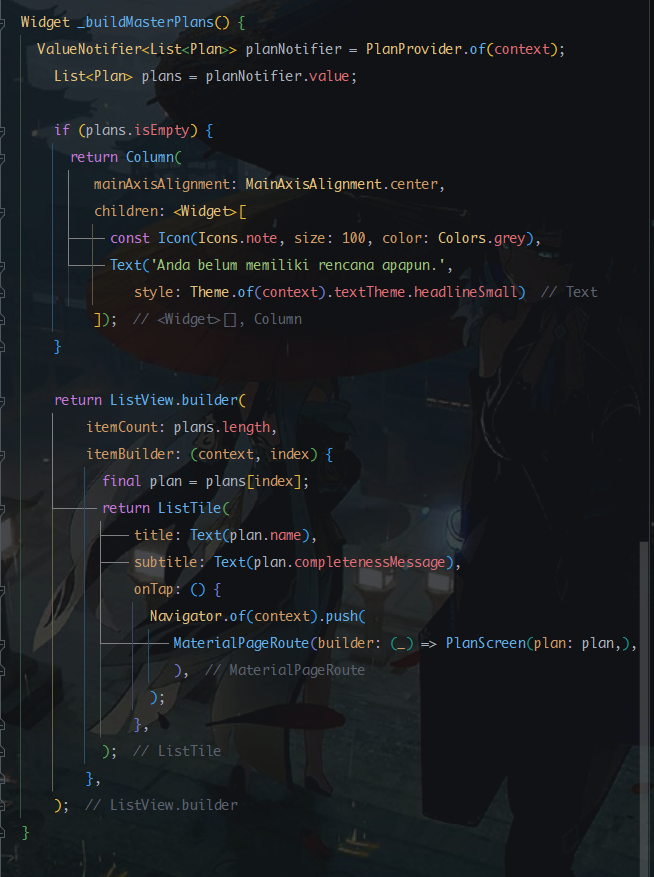 Widget _buildMasterPlans() {
ValueNotifier<List<Plan>> planNotifier = PlanProvider.of(context);
List<Plan> plans = planNotifier.value;
if (plans.isEmpty) {
return Column(
mainAxisAlignment: MainAxisAlignment.center,
children: <Widget>[
const Icon(Icons.note, size: 100, color: Colors.grey),
Text('Anda belum memiliki rencana apapun.',
style: Theme.of(context).textTheme.headlineSmall) // Text
]); // <Widget>[], Column
}
return ListView.builder(
itemCount: plans.length,
itemBuilder: (context, index) {
final plan = plans[index];
return ListTile(
title: Text(plan.name),
subtitle: Text(plan.completenessMessage),
onTap: () {
Navigator.of(context).push(
MaterialPageRoute(builder: (_) => PlanScreen(plan: plan,),
), // MaterialPageRoute
);
},
); // ListTile
},
); // ListView.builder
}